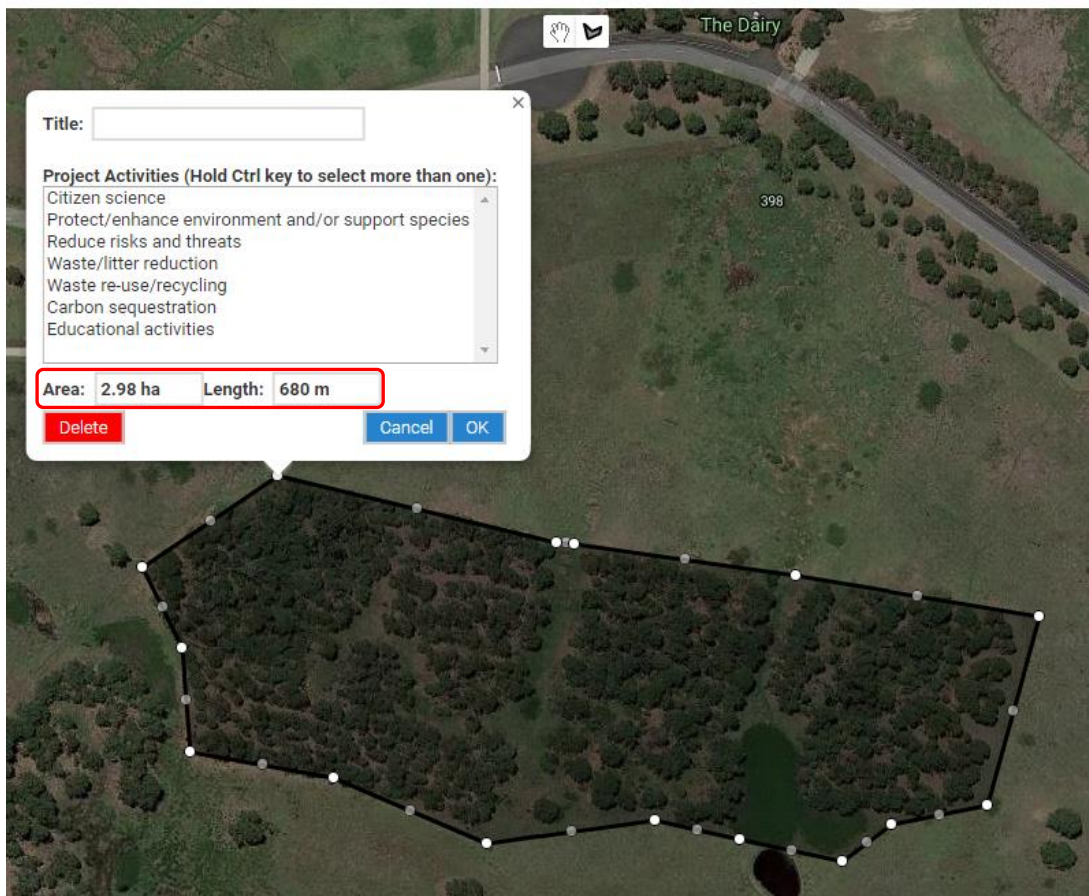 The Dairy
Title:
Project Activities (Hold Ctrl key to select more than one):
Citizen science
Protect/enhance environment and/or support species
Reduce risks and threats
Waste/litter reduction
Waste re-use/recycling
Carbon sequestration
Educational activities
Area: 2.98 ha Length: 680 m
Delete Cancel OK
398